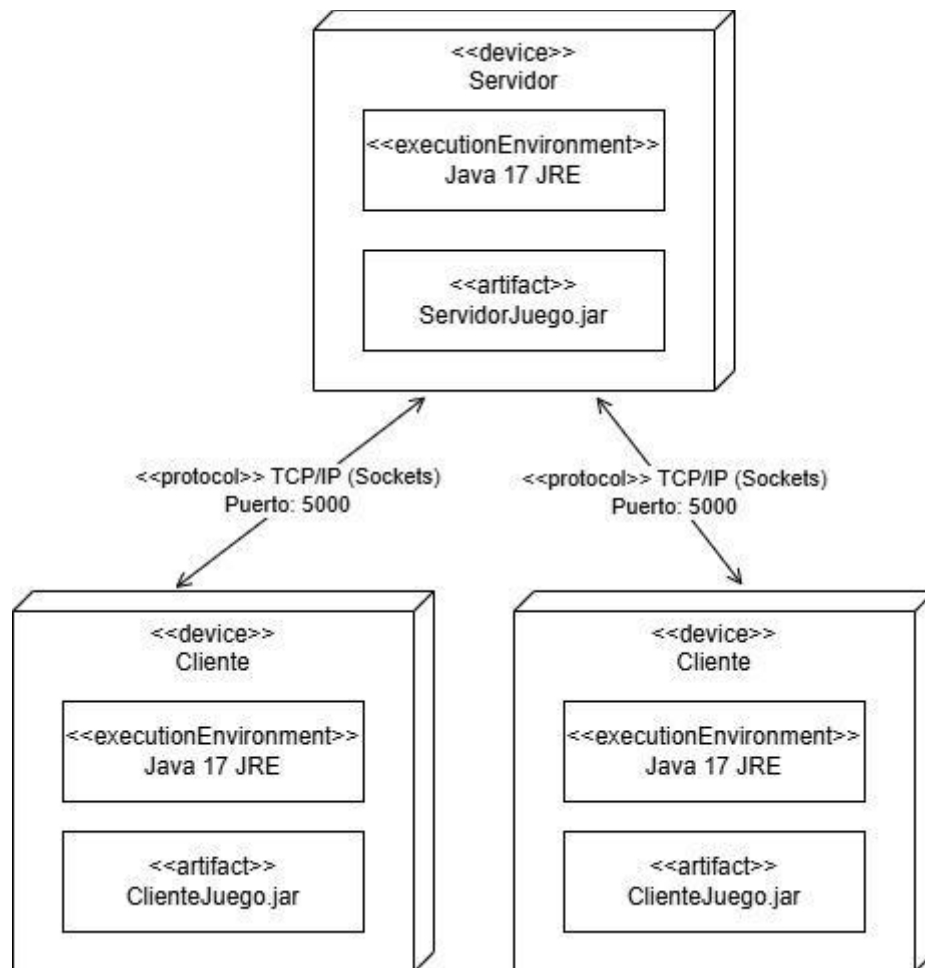 <<device>>
Servidor
<<executionEnvironment>>
Java 17 JRE
<<artifact>>
ServidorJuego.jar
<<protocol>> TCP/IP (Sockets)
Puerto: 5000
<<protocol>> TCP/IP (Sockets)
Puerto: 5000
<<device>>
Cliente
<<executionEnvironment>>
Java 17 JRE
<<artifact>>
ClienteJuego.jar
<<device>>
Cliente
<<executionEnvironment>>
Java 17 JRE
<<artifact>>
ClienteJuego.jar